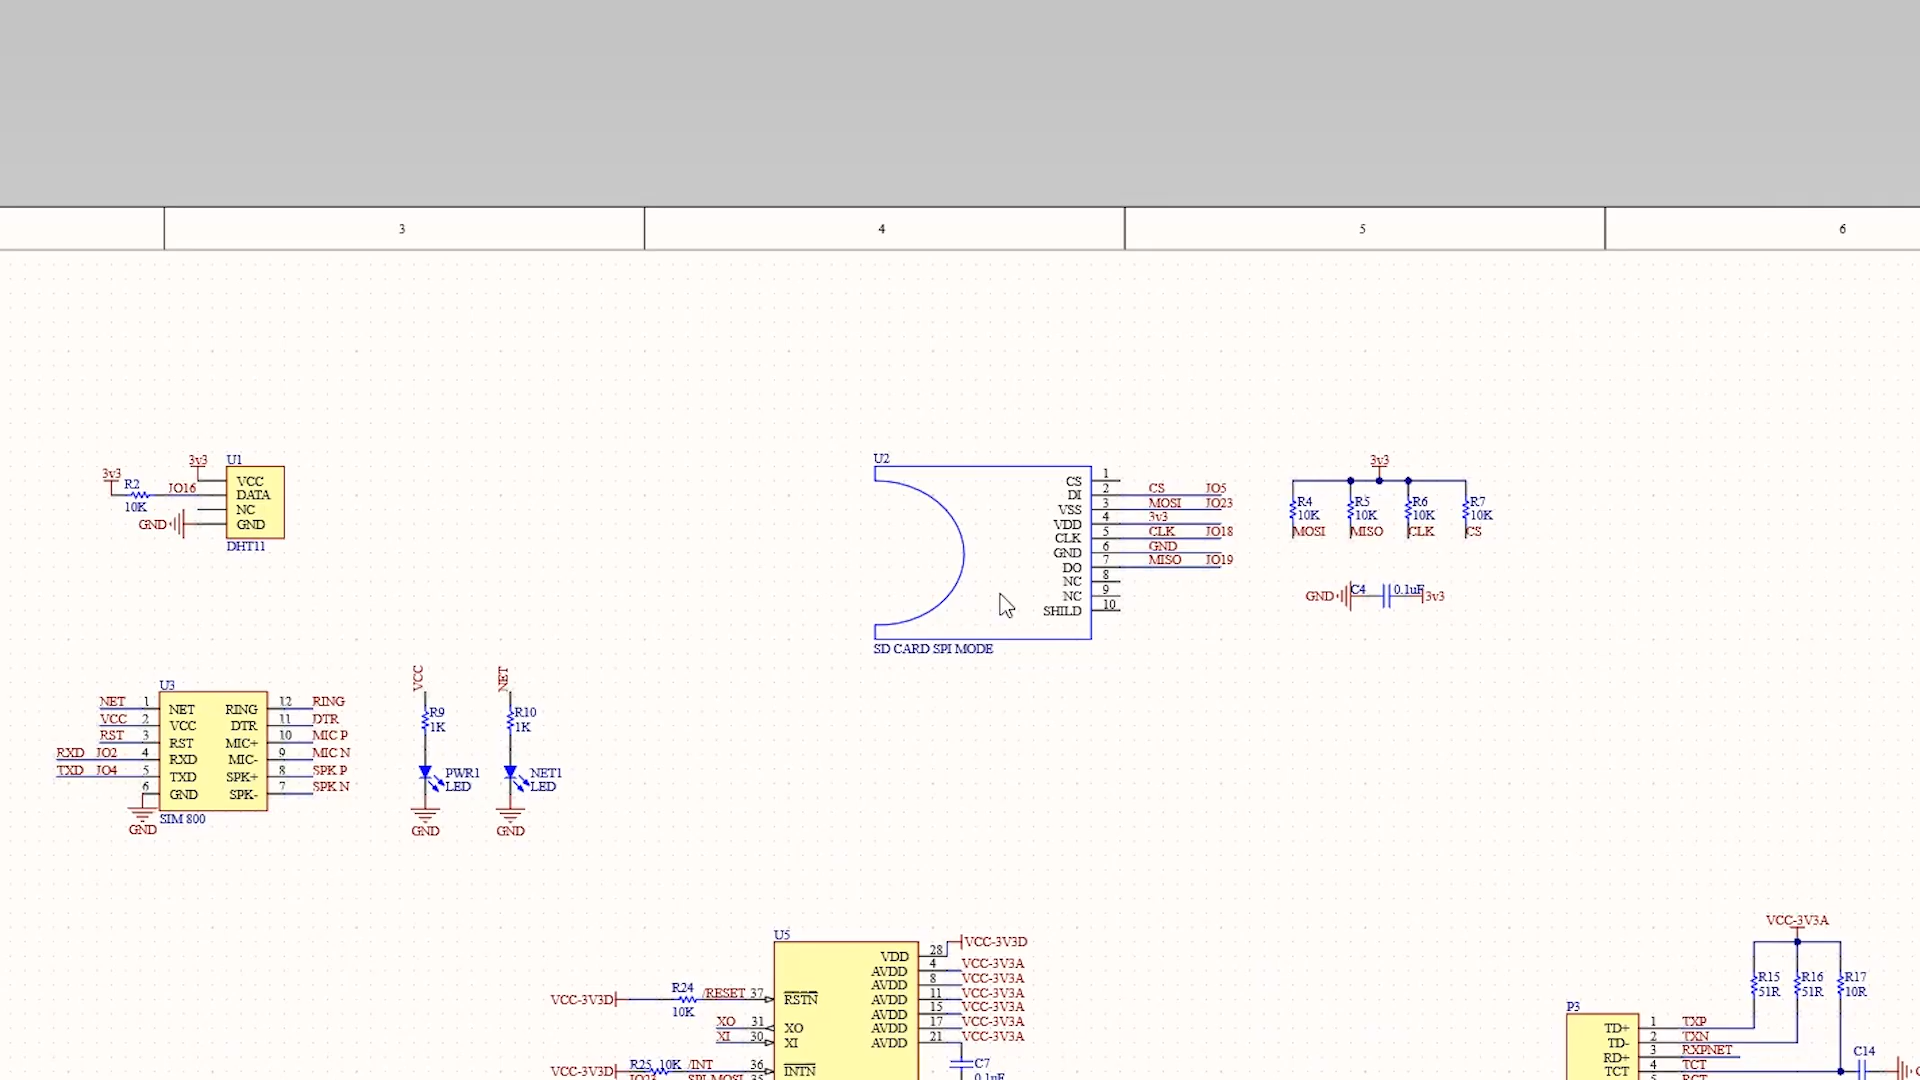 3 4 5 6
U1
3v3 3v3
R2 JO16
10K
GND
VCC
DATA
NC
GND
DHT11
U2
CS 1
DI 2 CS JO5
VSS 3 MOSI JO23
VDD 4 3v3
CLK 5 CLK JO18
GND 6 GND
DO 7 MISO JO19
NC 8
NC 9
SHILD 10
SD CARD SPI MODE
3v3
R4 R5 R6 R7
10K 10K 10K 10K
MOSI MISO CLK CS
GND C4 0.1uF 3v3
U3
NET 1 NET RING 12 RING
VCC 2 VCC DTR 11 DTR
RST 3 RST MIC+ 10 MIC P
RXD JO2 4 RXD MIC- 9 MIC N
TXD JO4 5 TXD SPK+ 8 SPK P
6 GND SPK- 7 SPK N
GND
SIM 800
VCC NET
R9 R10
1K 1K
PWR1 NET1
LED LED
GND GND
U5
VDD 28 VCC-3V3D
AVDD 4 VCC-3V3A
AVDD 8 VCC-3V3A
AVDD 11 VCC-3V3A
AVDD 15 VCC-3V3A
AVDD 17 VCC-3V3A
AVDD 21 VCC-3V3A
VCC-3V3D R24 /RESET 37 RSTN
10K
XO 31 XO
XI 30 XI
VCC-3V3D R25 10K /INT 36 INTN
JO23 SPI MOSI 35
C7
0.1uF
VCC-3V3A
R15 R16 R17
51R 51R 10R
P3
TD+ 1 TXP
TD- 2 TXN
RD+ 3 RXPNET
TCT 4 TCT
5 RCT
C14